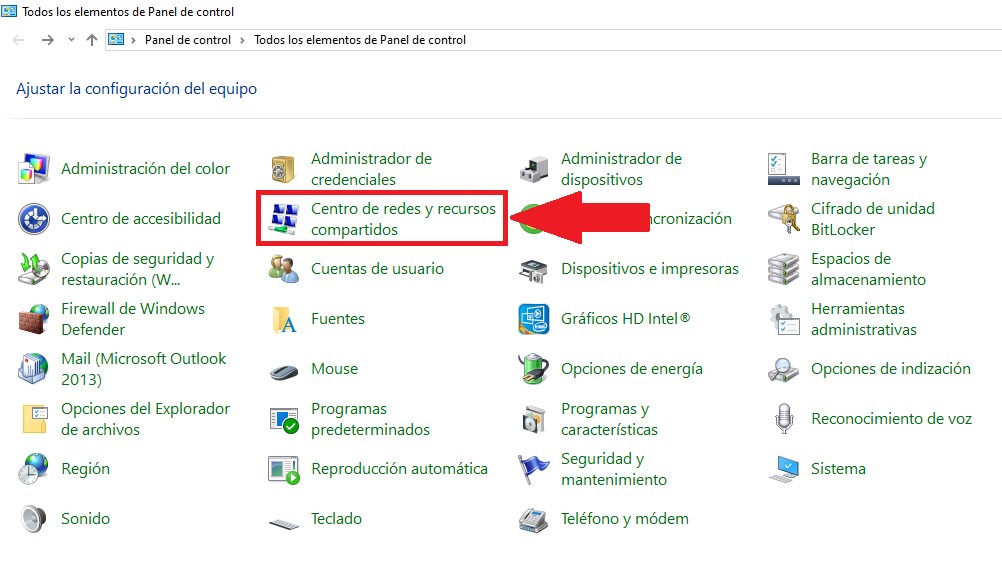 Todos los elementos de Panel de control
Panel de control > Todos los elementos de Panel de control
Ajustar la configuración del equipo
Administración del color
Administrador de
credenciales
Administrador de
dispositivos
Barra de tareas y
navegación
Centro de accesibilidad
Centro de redes y recursos
compartidos
Cifrado de unidad
BitLocker
Copias de seguridad y
restauración (W...
Cuentas de usuario
Dispositivos e impresoras
Espacios de
almacenamiento
Firewall de Windows
Defender
Fuentes
Gráficos HD Intel®
Herramientas
administrativas
Mail (Microsoft Outlook
2013)
Mouse
Opciones de energía
Opciones de indización
Opciones del Explorador
de archivos
Programas
predeterminados
Programas y
características
Reconocimiento de voz
Región
Reproducción automática
Seguridad y
mantenimiento
Sistema
Sonido
Teclado
Teléfono y módem